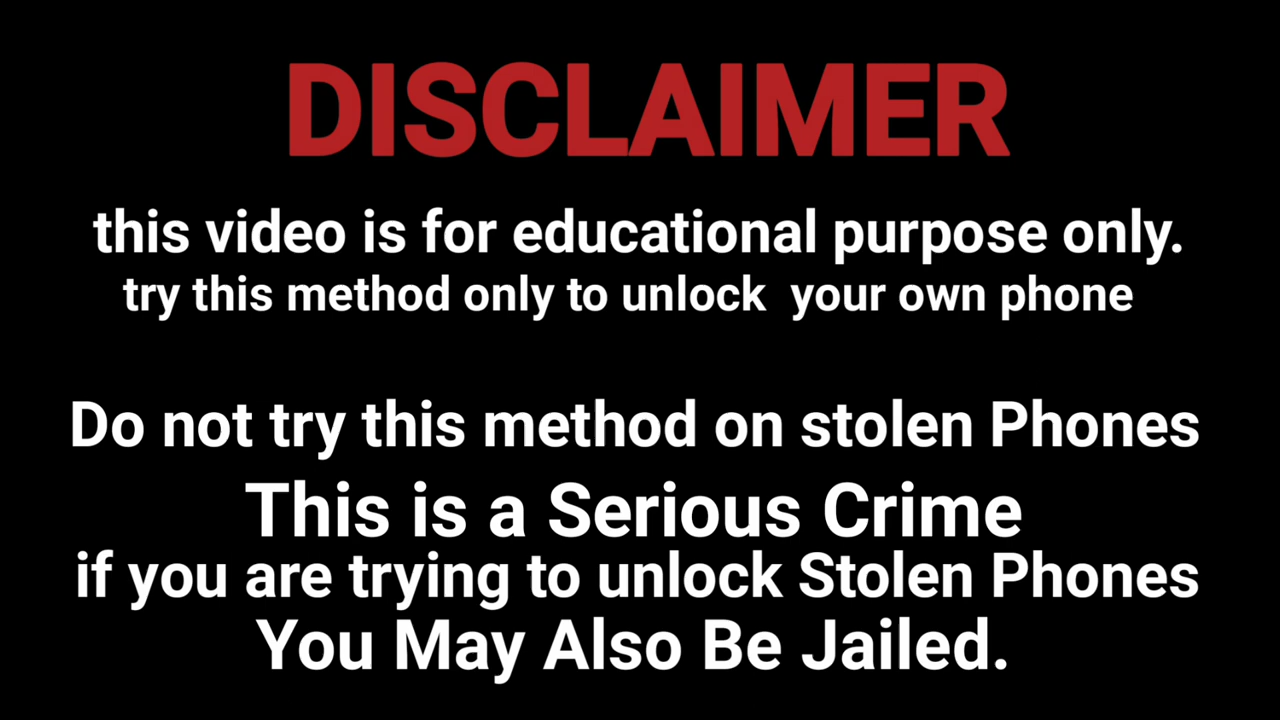 DISCLAIMER
this video is for educational purpose only.
try this method only to unlock  your own phone
Do not try this method on stolen Phones
This is a Serious Crime
if you are trying to unlock Stolen Phones
You May Also Be Jailed.